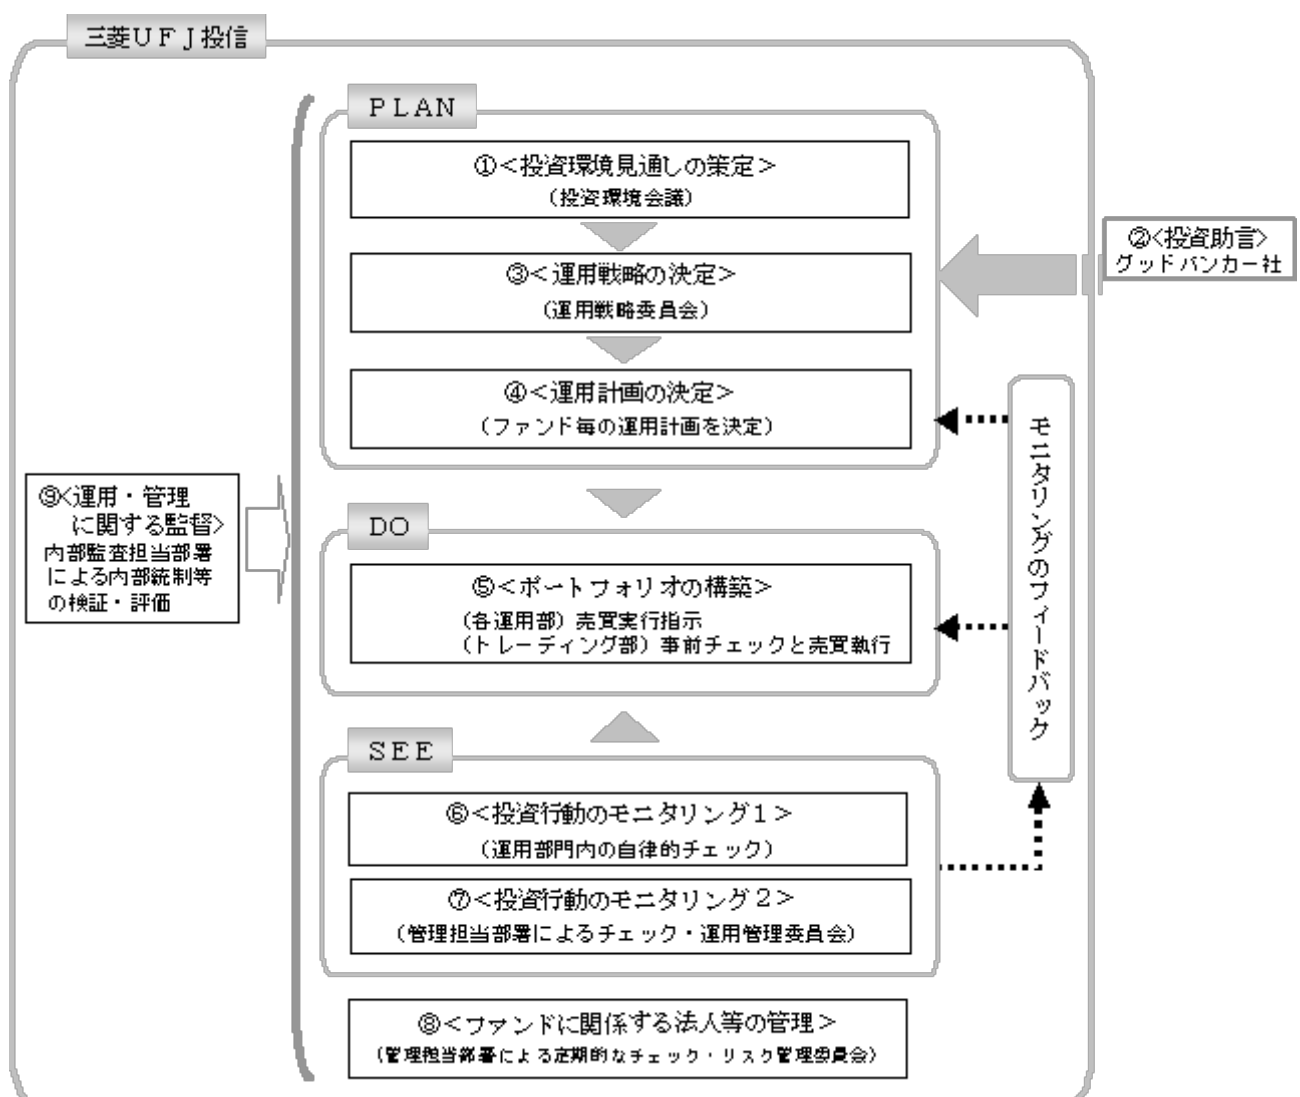 三菱ＵＦＪ投信
ＰＬＡＮ
①＜投資環境見通しの策定＞
（投資環境会議）
②<投資助言>
グッドバンカー社
③＜運用戦略の決定＞
（運用戦略委員会）
④＜運用計画の決定＞
（ファンド毎の運用計画を決定）
モニタリングのフィードバック
⑨<運用・管理
に関する監督>
内部監査担当部署
による内部統制等
の検証・評価
ＤＯ
⑤＜ポートフォリオの構築＞
（各運用部）売買実行指示
（トレーディング部）事前チェックと売買執行
ＳＥＥ
⑥＜投資行動のモニタリング１＞
（運用部門内の自律的チェック）
⑦＜投資行動のモニタリング２＞
（管理担当部署によるチェック・運用管理委員会）
⑧＜ファンドに関係する法人等の管理＞
（管理担当部署による定期的なチェック・リスク管理委員会）